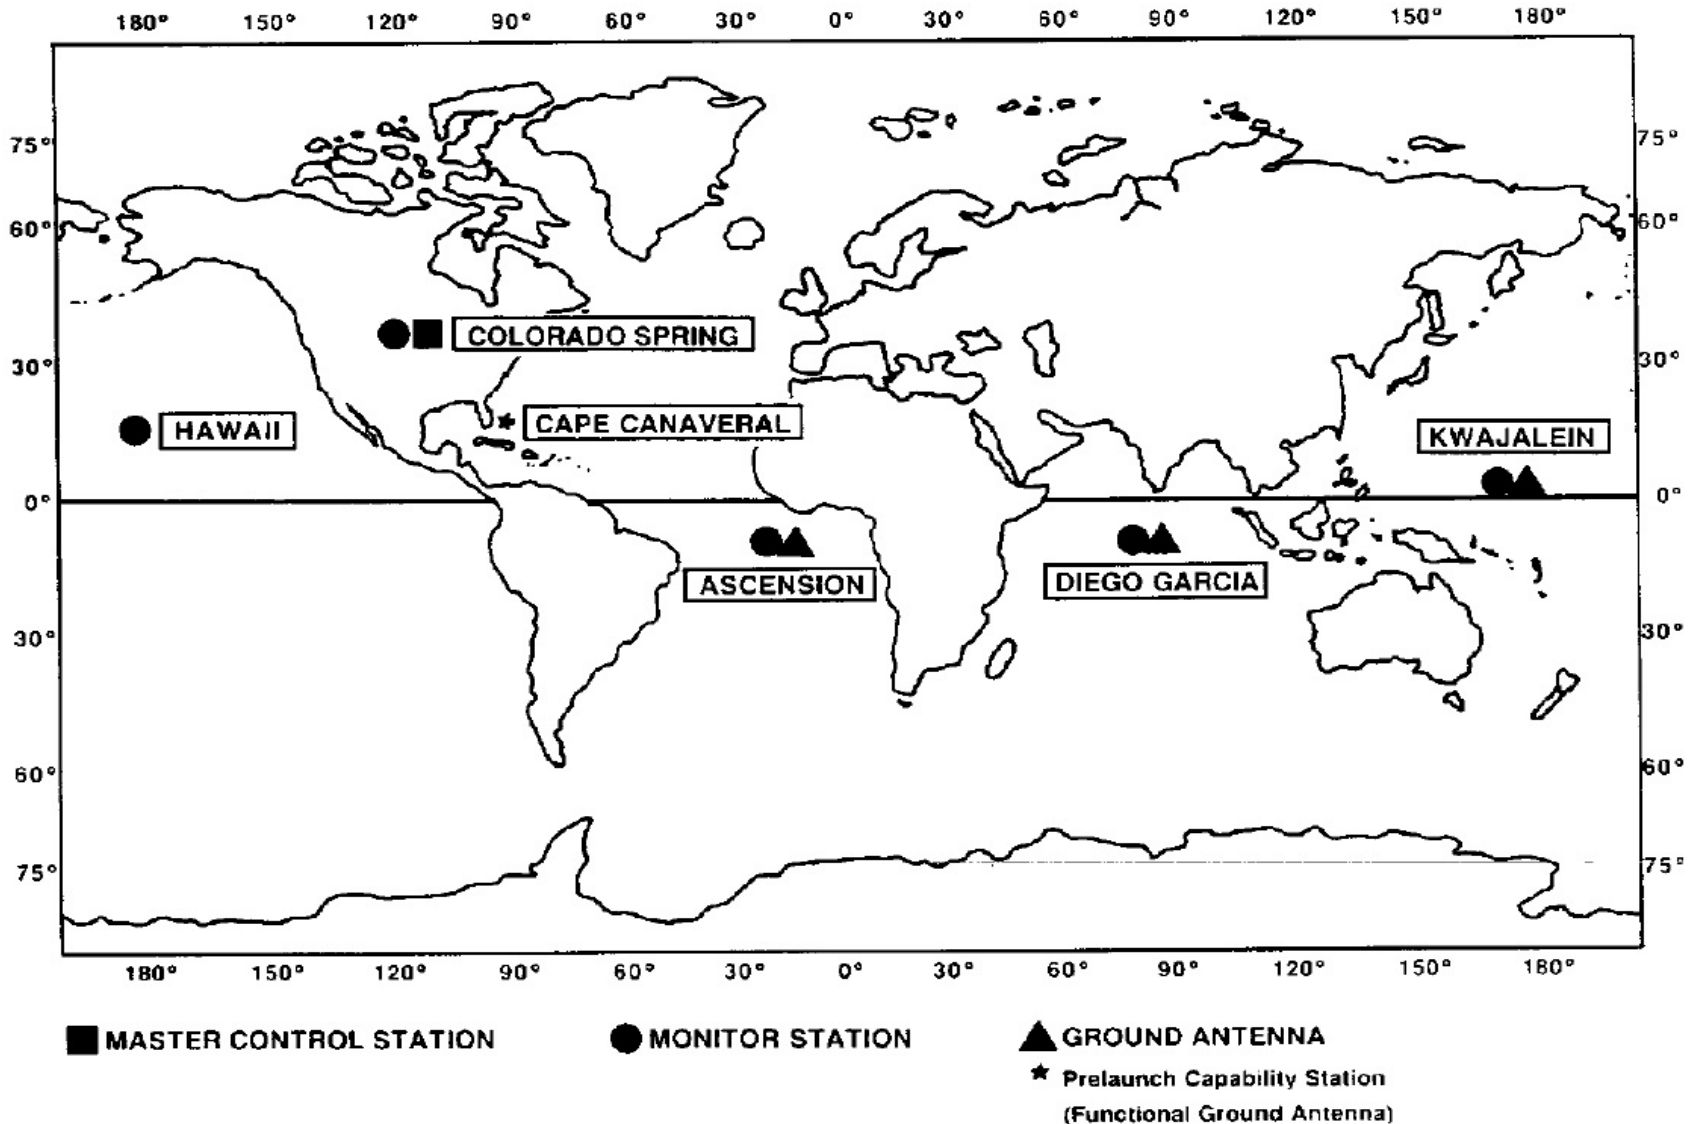 180° 150° 120° 90° 60° 30° 0° 30° 60° 90° 120° 150° 180°
75° 75°
60° 60°
COLORADO SPRING
30° 30°
CAPE CANAVERAL
HAWAII
KWAJALEIN
0° 0°
ASCENSION
DIEGO GARCIA
30° 30°
60° 60°
75° 75°
180° 150° 120° 90° 60° 30° 0° 30° 60° 90° 120° 150° 180°
MASTER CONTROL STATION
MONITOR STATION
GROUND ANTENNA
Prelaunch Capability Station
(Functional Ground Antenna)